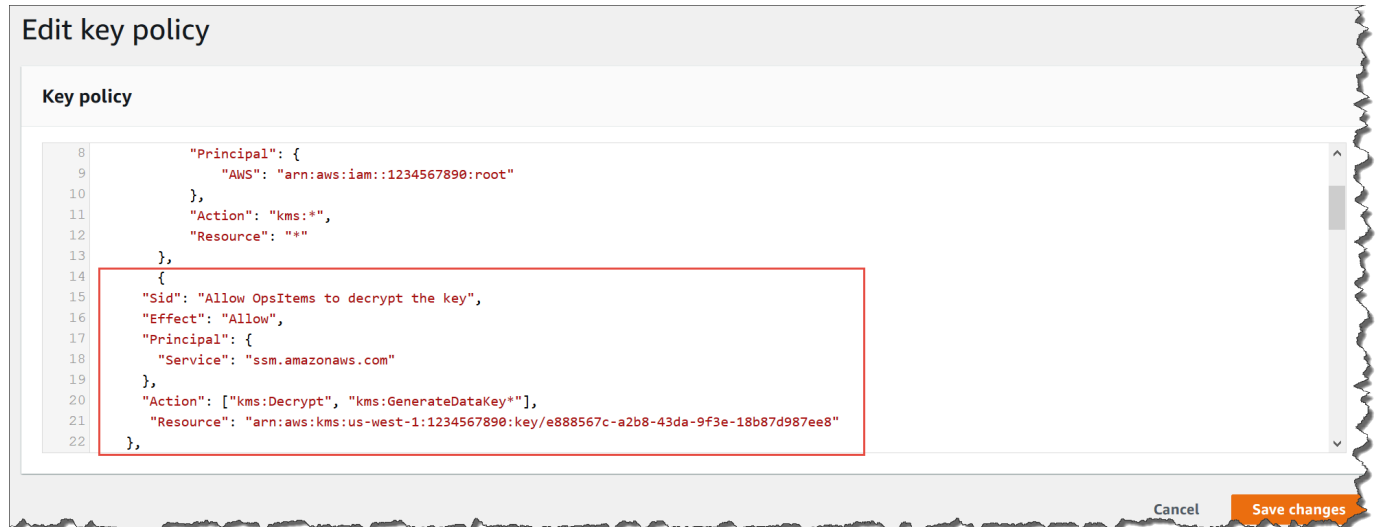 Edit key policy
Key policy
8 "Principal": {
9 "AWS": "arn:aws:iam::1234567890:root"
10 },
11 "Action": "kms:*",
12 "Resource": "*"
13 },
14 {
15 "Sid": "Allow OpsItems to decrypt the key",
16 "Effect": "Allow",
17 "Principal": {
18 "Service": "ssm.amazonaws.com"
19 },
20 "Action": ["kms:Decrypt", "kms:GenerateDataKey*"],
21 "Resource": "arn:aws:kms:us-west-1:1234567890:key/e888567c-a2b8-43da-9f3e-18b87d987ee8"
22 },
Cancel Save changes